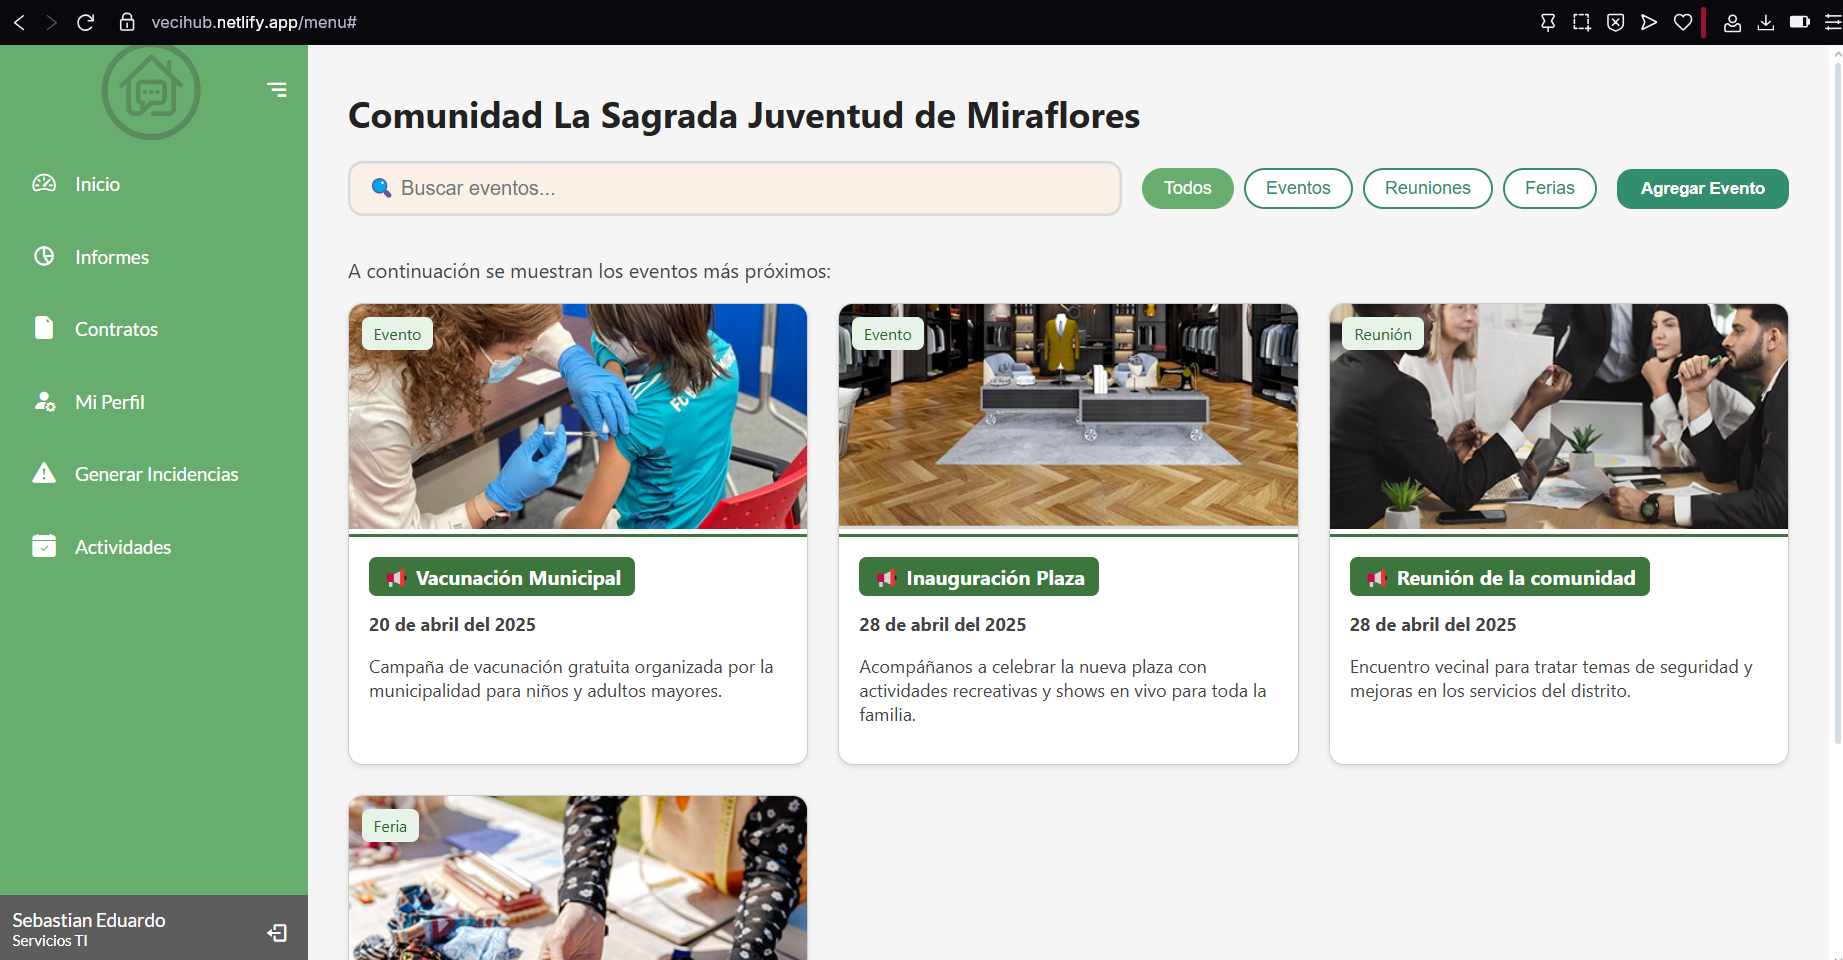 vecihub.netlify.app/menu#
Inicio
Informes
Contratos
Mi Perfil
Generar Incidencias
Actividades
Sebastian Eduardo
Servicios TI
Comunidad La Sagrada Juventud de Miraflores
Buscar eventos...
Todos
Eventos
Reuniones
Ferias
Agregar Evento
A continuación se muestran los eventos más próximos:
Evento
Vacunación Municipal
20 de abril del 2025
Campaña de vacunación gratuita organizada por la
municipalidad para niños y adultos mayores.
Evento
Inauguración Plaza
28 de abril del 2025
Acompáñanos a celebrar la nueva plaza con
actividades recreativas y shows en vivo para toda la
familia.
Reunión
Reunión de la comunidad
28 de abril del 2025
Encuentro vecinal para tratar temas de seguridad y
mejoras en los servicios del distrito.
Feria